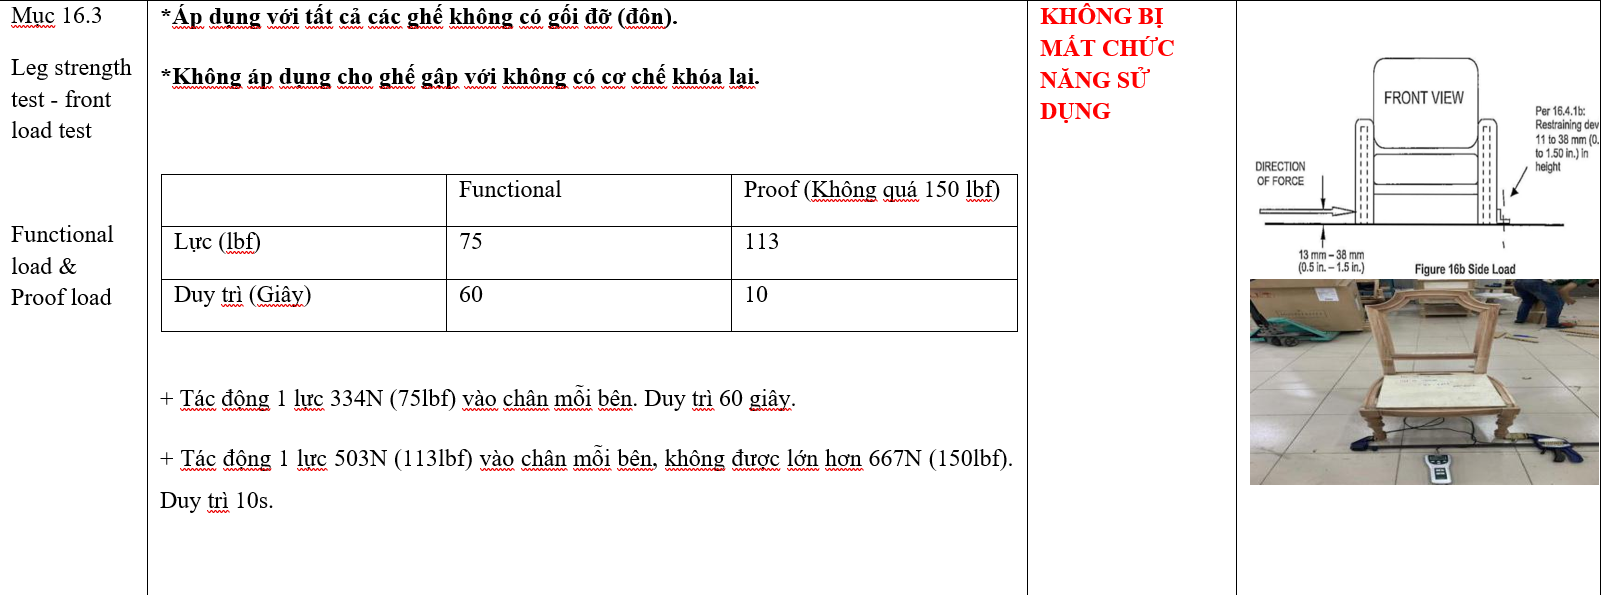 Mục 16.3
Leg strength
test - front
load test
Functional
load &
Proof load
*Áp dụng với tất cả các ghế không có gối đỡ (đôn).
*Không áp dụng cho ghế gập với không có cơ chế khóa lại.
Functional
Proof (Không quá 150 lbf)
Lực (lbf)
75
113
Duy trì (Giây)
60
10
+ Tác động 1 lực 334N (75lbf) vào chân mỗi bên. Duy trì 60 giây.
+ Tác động 1 lực 503N (113lbf) vào chân mỗi bên, không được lớn hơn 667N (150lbf).
Duy trì 10s.
KHÔNG BỊ
MẤT CHỨC
NĂNG SỬ
DỤNG
FRONT VIEW
Per 16.4.1b:
Restraining dev
11 to 38 mm (0.
to 1.50 in.) in
height
DIRECTION
OF FORCE
13 mm – 38 mm
(0.5 in. – 1.5 in.)
Figure 16b Side Load